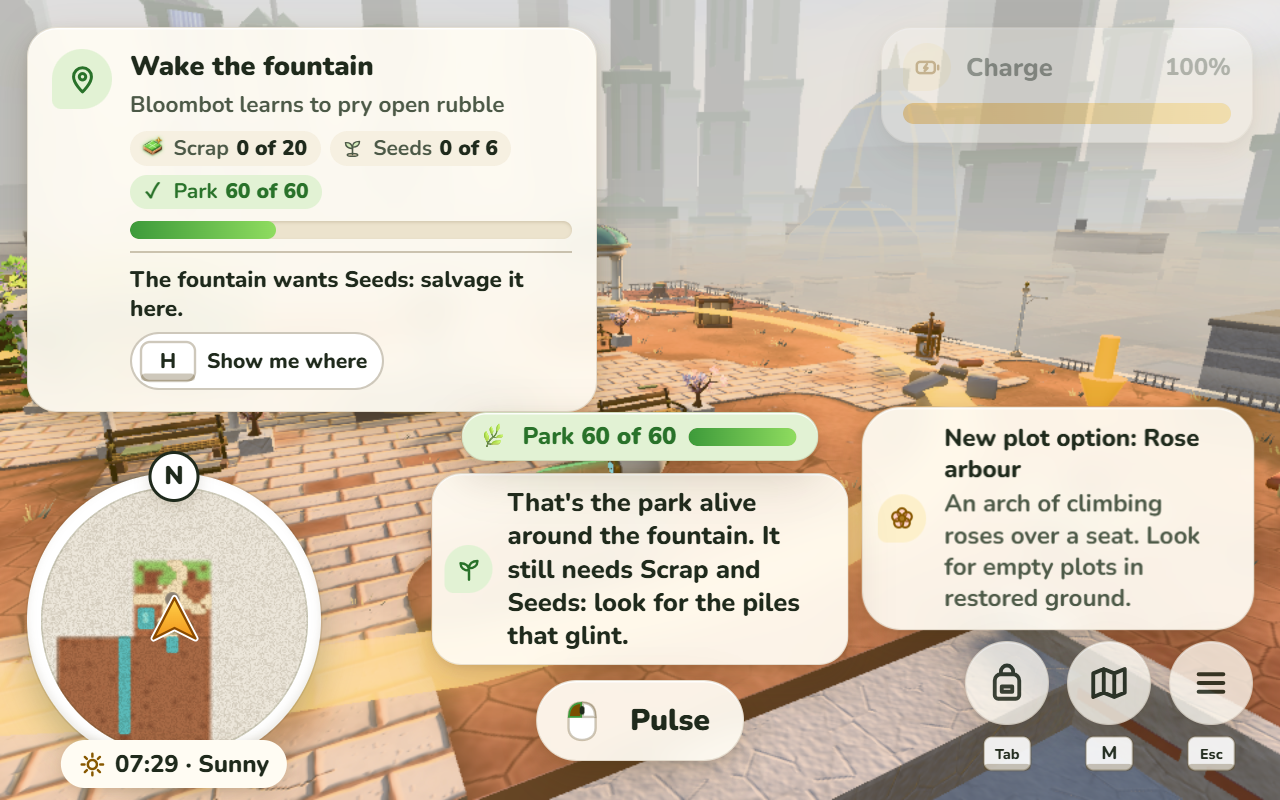 Wake the fountain
Bloombot learns to pry open rubble
Scrap 0 of 20
Seeds 0 of 6
Park 60 of 60
The fountain wants Seeds: salvage it
here.
H Show me where
Charge 100%
N
07:29 · Sunny
Park 60 of 60
That's the park alive
around the fountain. It
still needs Scrap and
Seeds: look for the piles
that glint.
Pulse
New plot option: Rose
arbour
An arch of climbing
roses over a seat. Look
for empty plots in
restored ground.
Tab
M
Esc